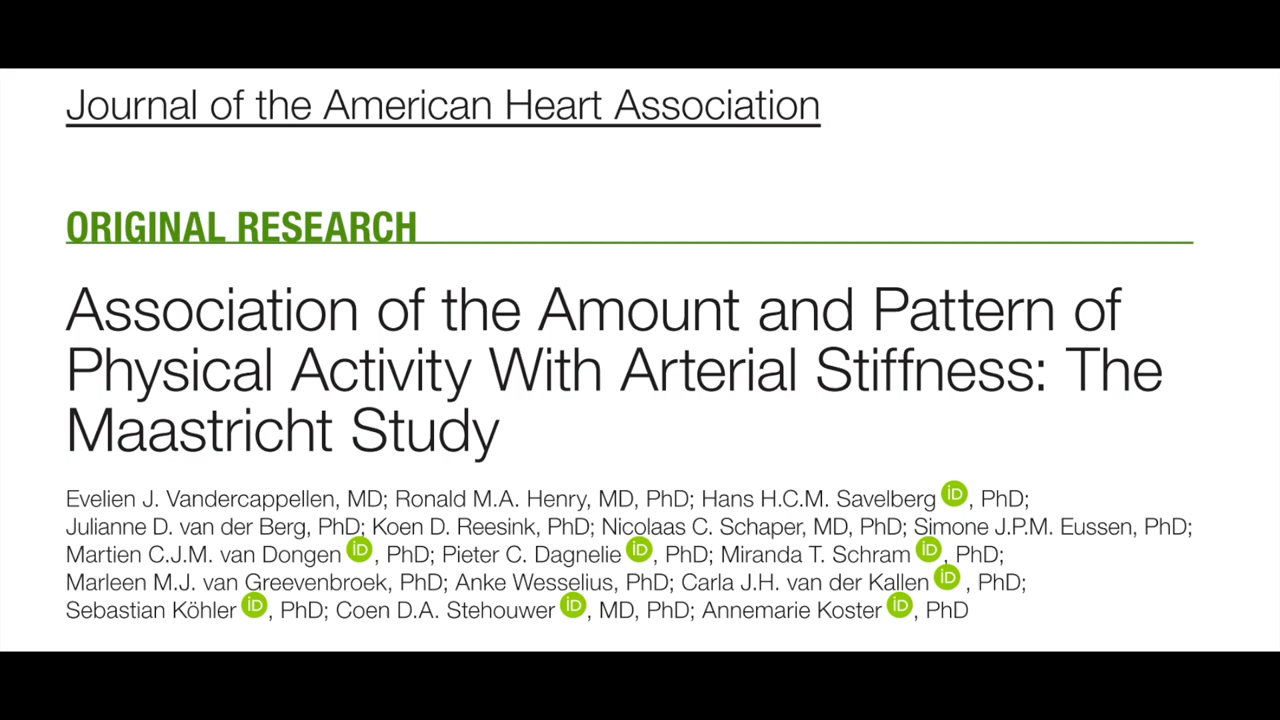 Journal of the American Heart Association
ORIGINAL RESEARCH
Association of the Amount and Pattern of
Physical Activity With Arterial Stiffness: The
Maastricht Study
Evelien J. Vandercappellen, MD; Ronald M.A. Henry, MD, PhD; Hans H.C.M. Savelberg iD, PhD;
Julianne D. van der Berg, PhD; Koen D. Reesink, PhD; Nicolaas C. Schaper, MD, PhD; Simone J.P.M. Eussen, PhD;
Martien C.J.M. van Dongen iD, PhD; Pieter C. Dagnelie iD, PhD; Miranda T. Schram iD, PhD;
Marleen M.J. van Greevenbroek, PhD; Anke Wesselius, PhD; Carla J.H. van der Kallen iD, PhD;
Sebastian Köhler iD, PhD; Coen D.A. Stehouwer iD, MD, PhD; Annemarie Koster iD, PhD